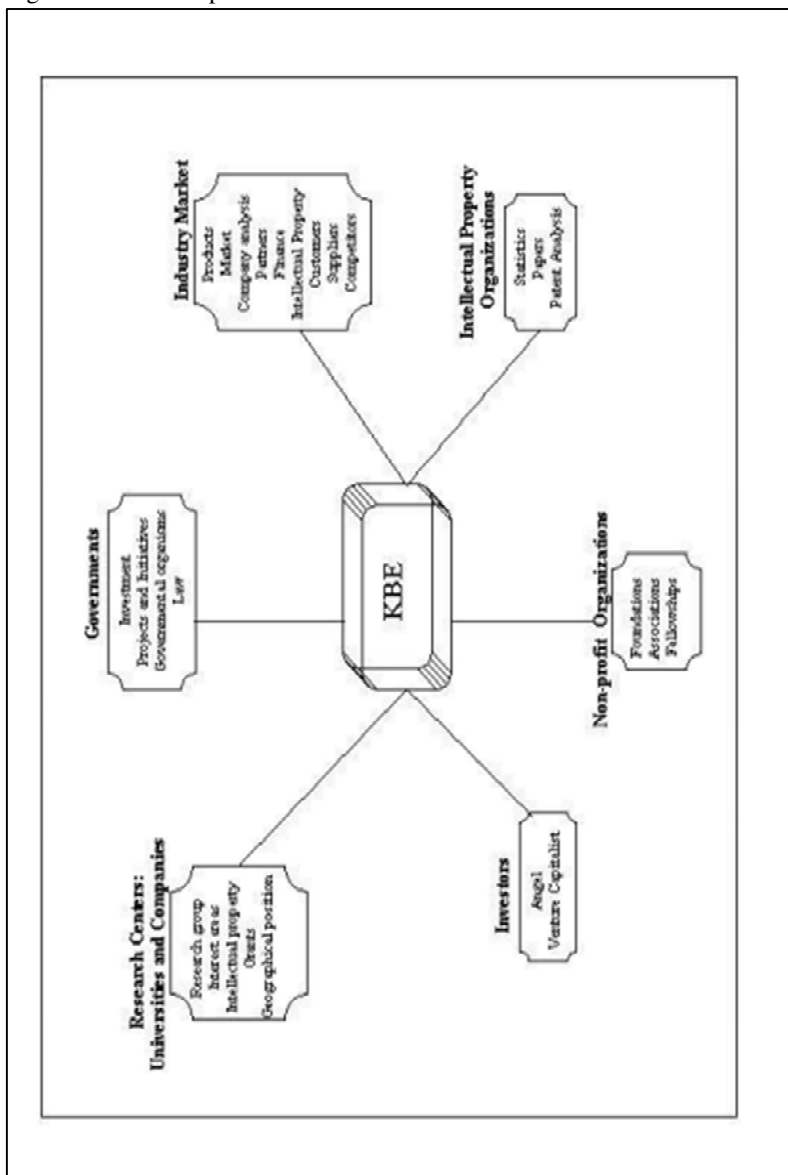 Research Centers:
Universities and Companies
Research group
Interest areas
Intellectual property
Grants
Geographical position
Governments
Investment
Projects and Initiatives
Governmental organisms
Law
Industry Market
Products
Market
Company analysis
Partners
Finance
Intellectual Property
Customers
Suppliers
Competitors
KBE
Investors
Angel
Venture Capitalist
Non-profit Organizations
Foundations
Associations
Fellowships
Intellectual Property
Organizations
Statistics
Papers
Patent Analysis